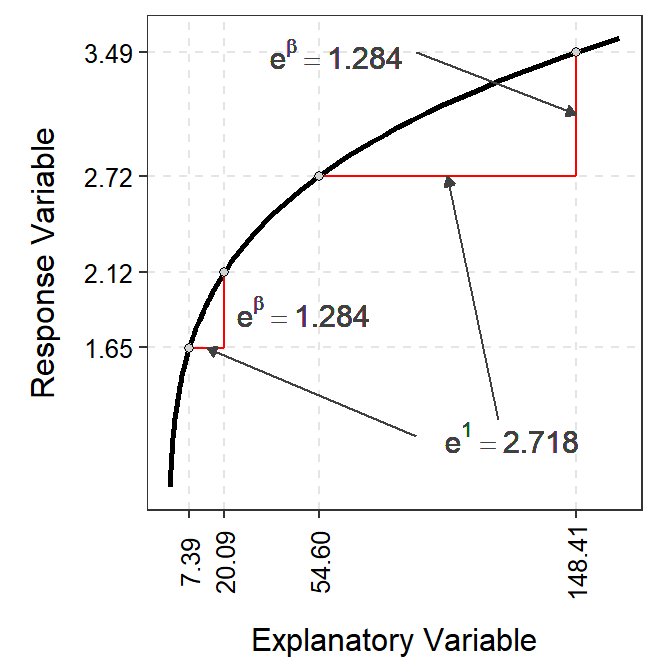 3.49
e^β = 1.284
2.72
2.12
e^β = 1.284
1.65
e^1 = 2.718
7.39
20.09
54.60
148.41
Response Variable
Explanatory Variable